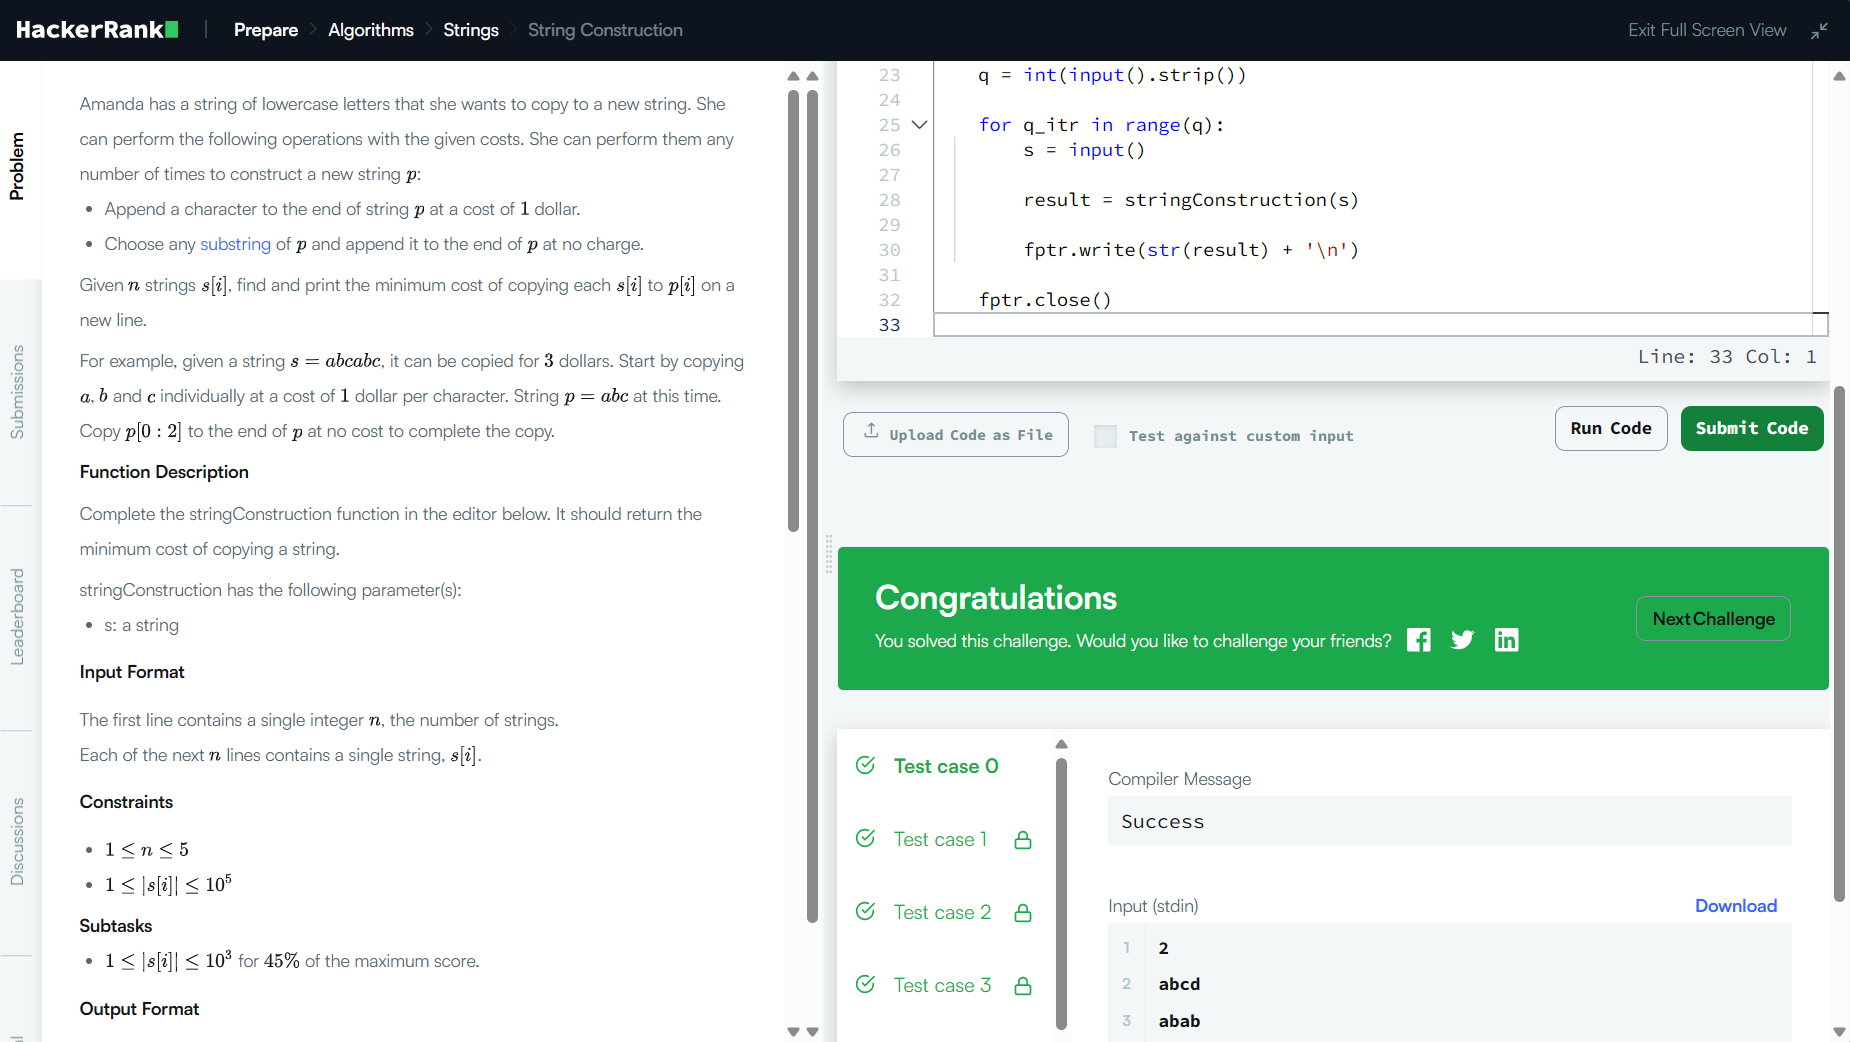 HackerRank
Prepare
Algorithms
Strings
String Construction
Exit Full Screen View
Problem
Submissions
Leaderboard
Discussions
Amanda has a string of lowercase letters that she wants to copy to a new string. She
can perform the following operations with the given costs. She can perform them any
number of times to construct a new string p:
• Append a character to the end of string p at a cost of 1 dollar.
• Choose any substring of p and append it to the end of p at no charge.
Given n strings s[i], find and print the minimum cost of copying each s[i] to p[i] on a
new line.
For example, given a string s = abcabc, it can be copied for 3 dollars. Start by copying
a, b and c individually at a cost of 1 dollar per character. String p = abc at this time.
Copy p[0 : 2] to the end of p at no cost to complete the copy.
Function Description
Complete the stringConstruction function in the editor below. It should return the
minimum cost of copying a string.
stringConstruction has the following parameter(s):
• s: a string
Input Format
The first line contains a single integer n, the number of strings.
Each of the next n lines contains a single string, s[i].
Constraints
• 1 ≤ n ≤ 5
• 1 ≤ |s[i]| ≤ 10⁵
Subtasks
• 1 ≤ |s[i]| ≤ 10³ for 45% of the maximum score.
Output Format
23 q = int(input().strip())
24
25 for q_itr in range(q):
26 s = input()
27
28 result = stringConstruction(s)
29
30 fptr.write(str(result) + '\n')
31
32 fptr.close()
33
Line: 33 Col: 1
Upload Code as File
Test against custom input
Run Code
Submit Code
Congratulations
You solved this challenge. Would you like to challenge your friends?
Next Challenge
Test case 0
Test case 1
Test case 2
Test case 3
Compiler Message
Success
Input (stdin)
Download
1 2
2 abcd
3 abab